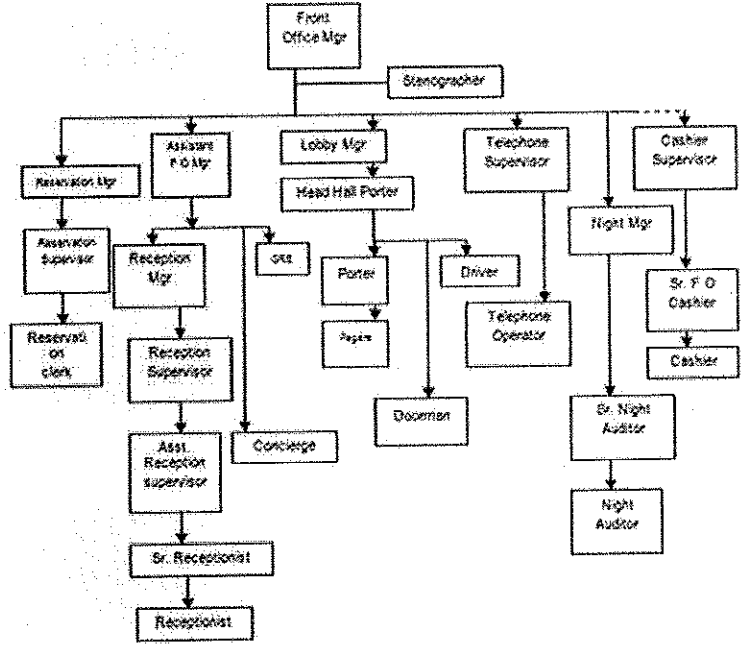 Front
Office Mgr
Stenographer
Reservation Mgr
Assistant
F O Mgr
Lobby Mgr
Telephone
Supervisor
Cashier
Supervisor
Head Hall Porter
Night Mgr
Reservation
Supervisor
Reception
Mgr
GRE
Porter
Driver
Sr. F O
Cashier
Reservati
on
clerk
Reception
Supervisor
Telephone
Operator
Cashier
Doorman
Sr. Night
Auditor
Concierge
Asst.
Reception
supervisor
Night
Auditor
Sr. Receptionist
Receptionist